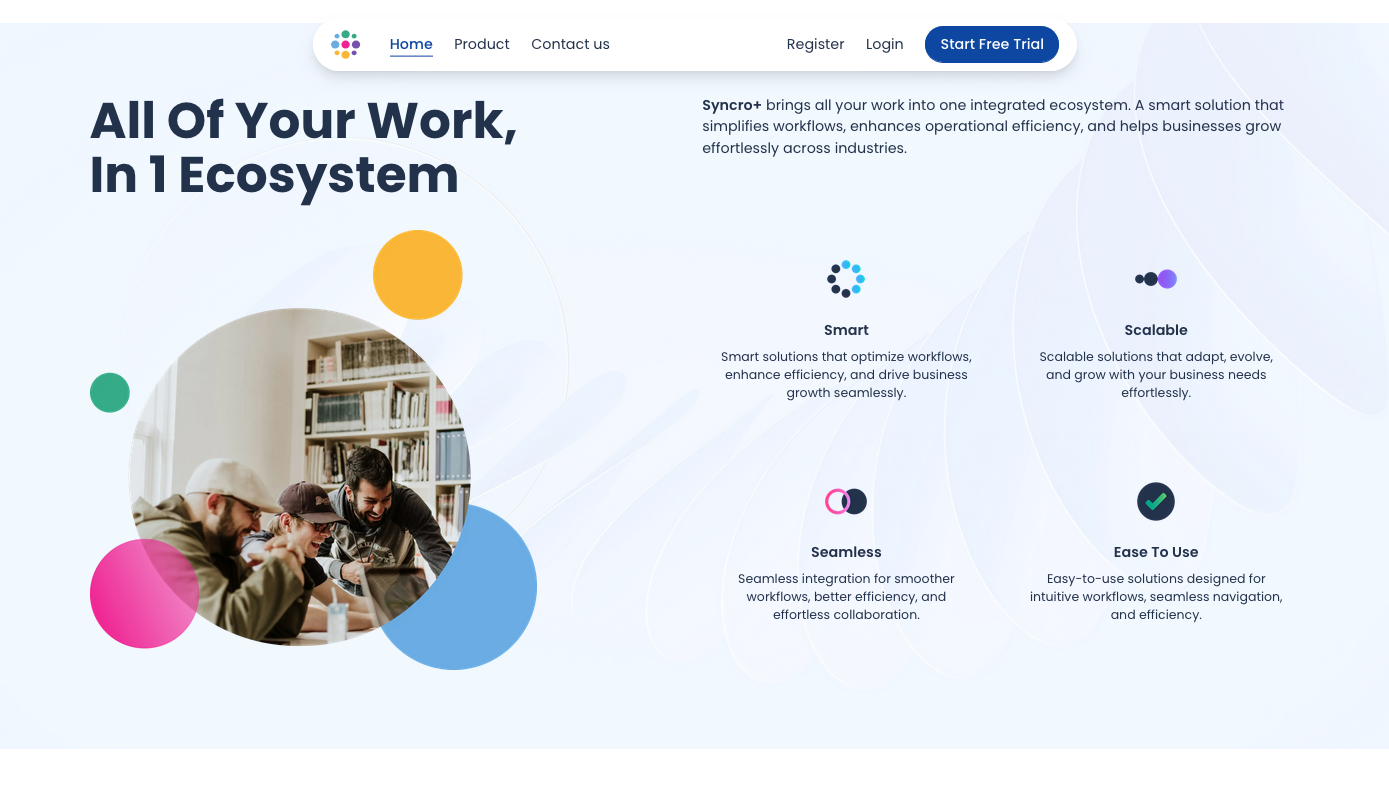 Home Product Contact us Register Login Start Free Trial
All Of Your Work,
In 1 Ecosystem
Syncro+ brings all your work into one integrated ecosystem. A smart solution that
simplifies workflows, enhances operational efficiency, and helps businesses grow
effortlessly across industries.
Smart
Smart solutions that optimize workflows,
enhance efficiency, and drive business
growth seamlessly.
Scalable
Scalable solutions that adapt, evolve,
and grow with your business needs
effortlessly.
Seamless
Seamless integration for smoother
workflows, better efficiency, and
effortless collaboration.
Ease To Use
Easy-to-use solutions designed for
intuitive workflows, seamless navigation,
and efficiency.